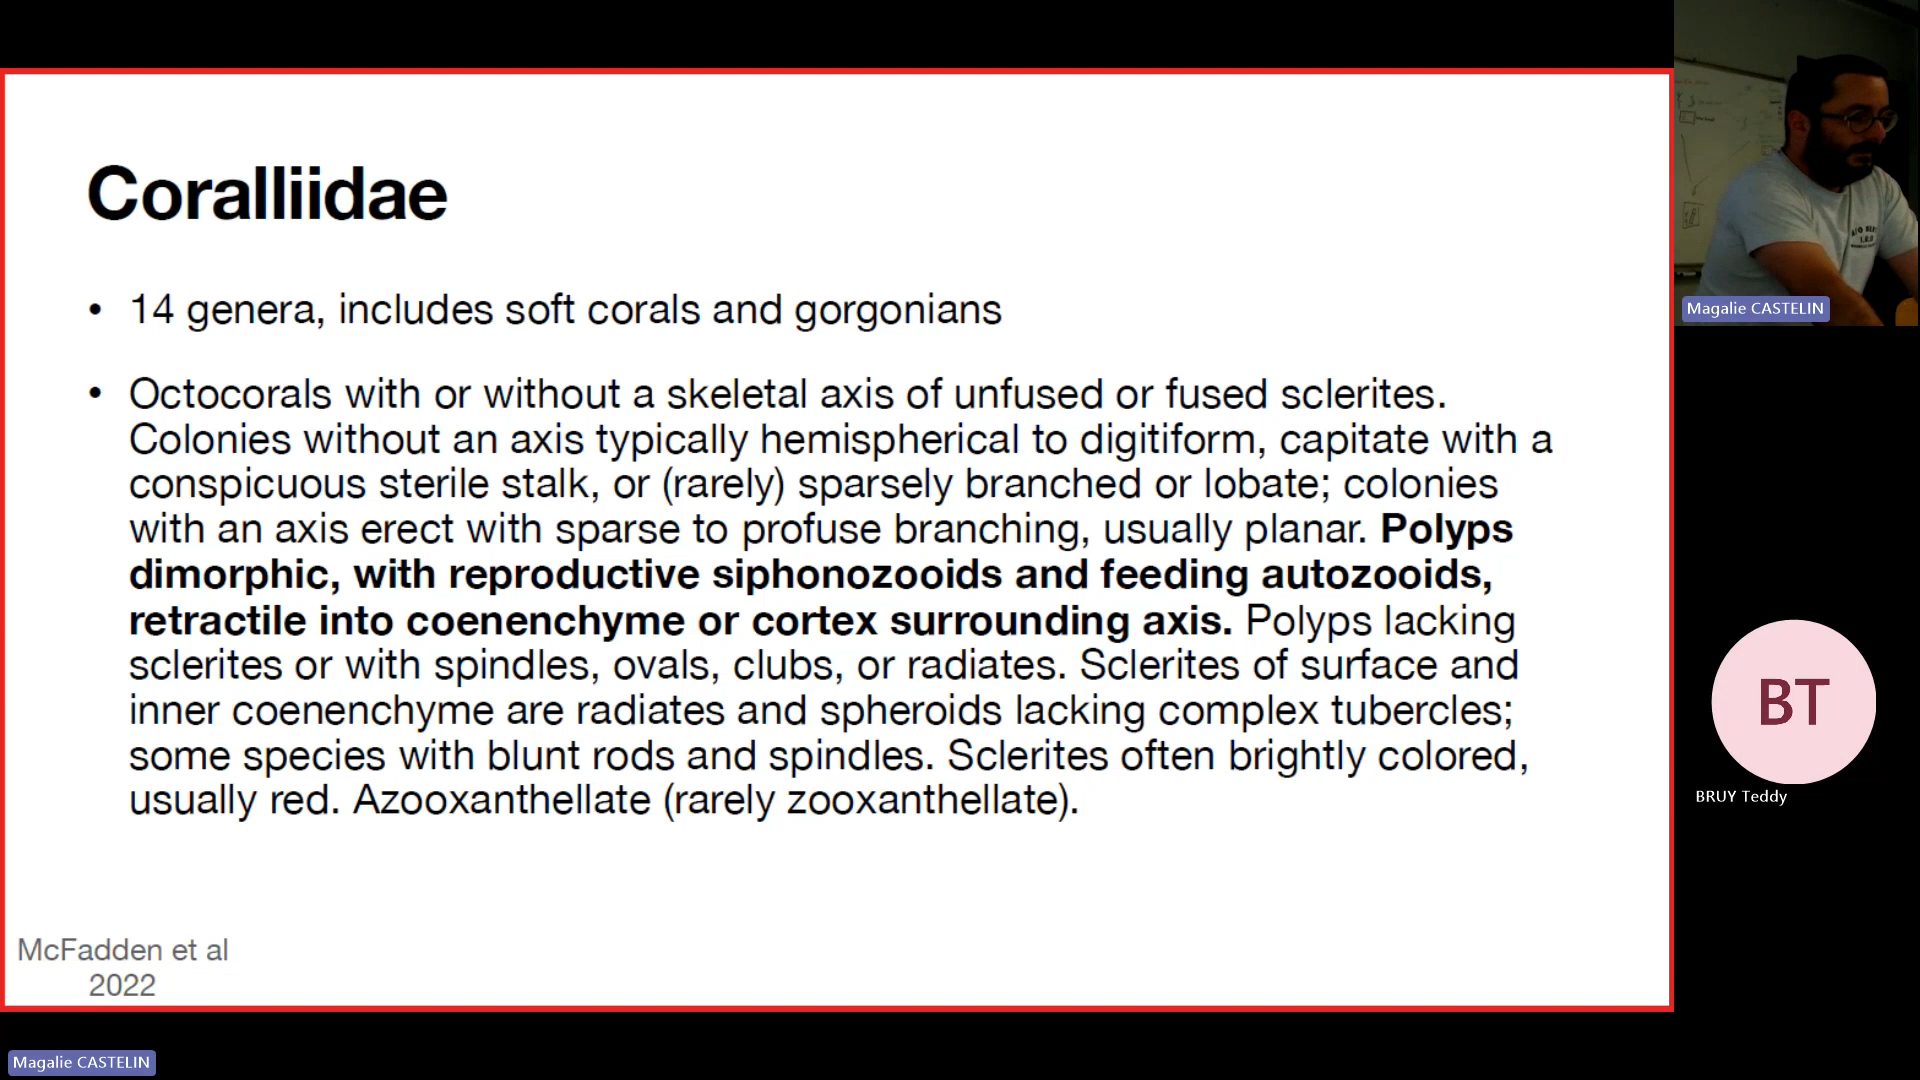 Coralliidae
• 14 genera, includes soft corals and gorgonians
• Octocorals with or without a skeletal axis of unfused or fused sclerites.
Colonies without an axis typically hemispherical to digitiform, capitate with a
conspicuous sterile stalk, or (rarely) sparsely branched or lobate; colonies
with an axis erect with sparse to profuse branching, usually planar. Polyps
dimorphic, with reproductive siphonozooids and feeding autozooids,
retractile into coenenchyme or cortex surrounding axis. Polyps lacking
sclerites or with spindles, ovals, clubs, or radiates. Sclerites of surface and
inner coenenchyme are radiates and spheroids lacking complex tubercles;
some species with blunt rods and spindles. Sclerites often brightly colored,
usually red. Azooxanthellate (rarely zooxanthellate).
McFadden et al
2022
Magalie CASTELIN
BT
BRUY Teddy
Magalie CASTELIN